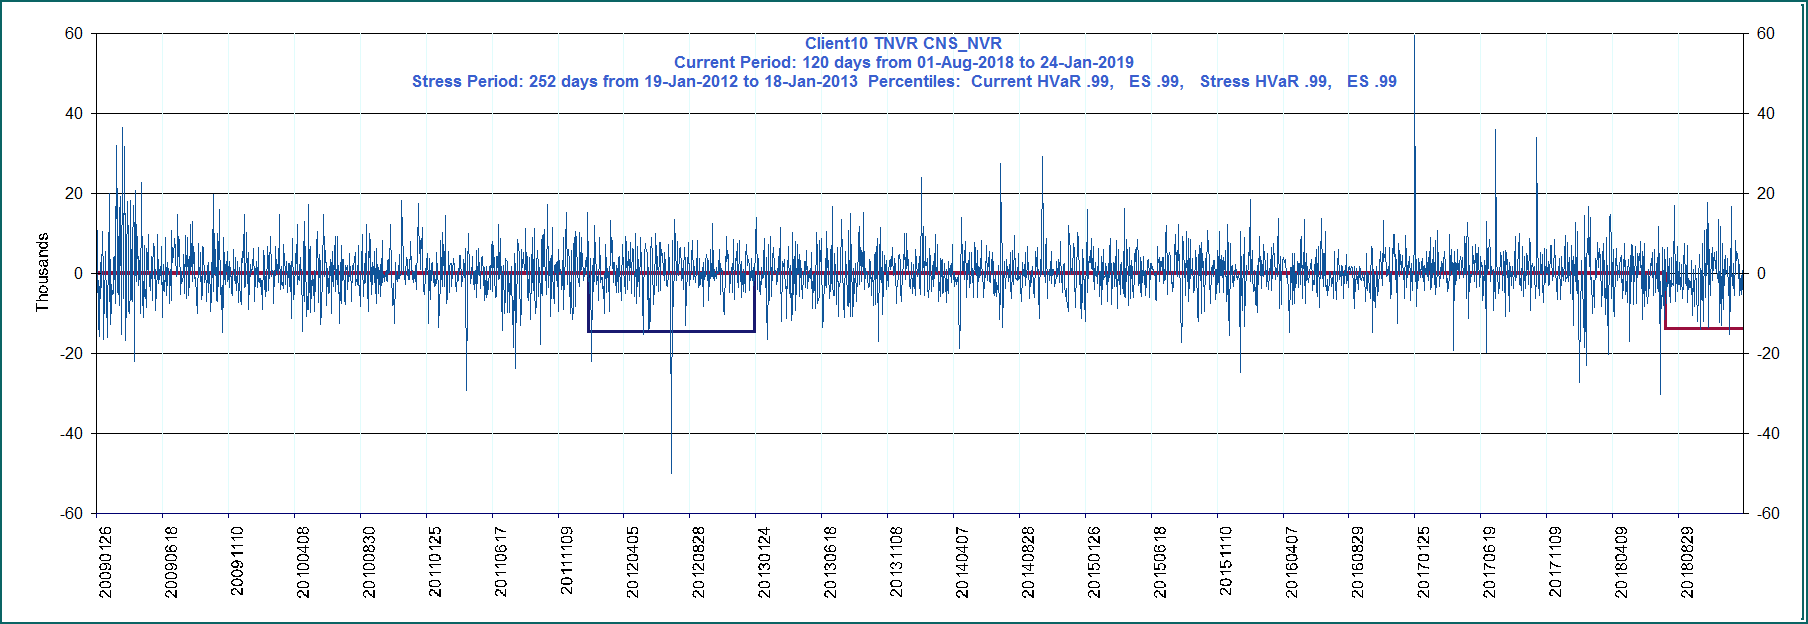 Client10 TNVR CNS_NVR
Current Period: 120 days from 01-Aug-2018 to 24-Jan-2019
Stress Period: 252 days from 19-Jan-2012 to 18-Jan-2013  Percentiles:  Current HVaR .99,   ES .99,   Stress HVaR .99,   ES .99
60 60
40 40
20 20
0 0
-20 -20
-40 -40
-60 -60
Thousands
20090126 20090618 20091110 20100408 20100830 20110125 20110617 20111109 20120405 20120828 20130124 20130618 20131108 20140407 20140828 20150126 20150618 20151110 20160407 20160829 20170125 20170619 20171109 20180409 20180829